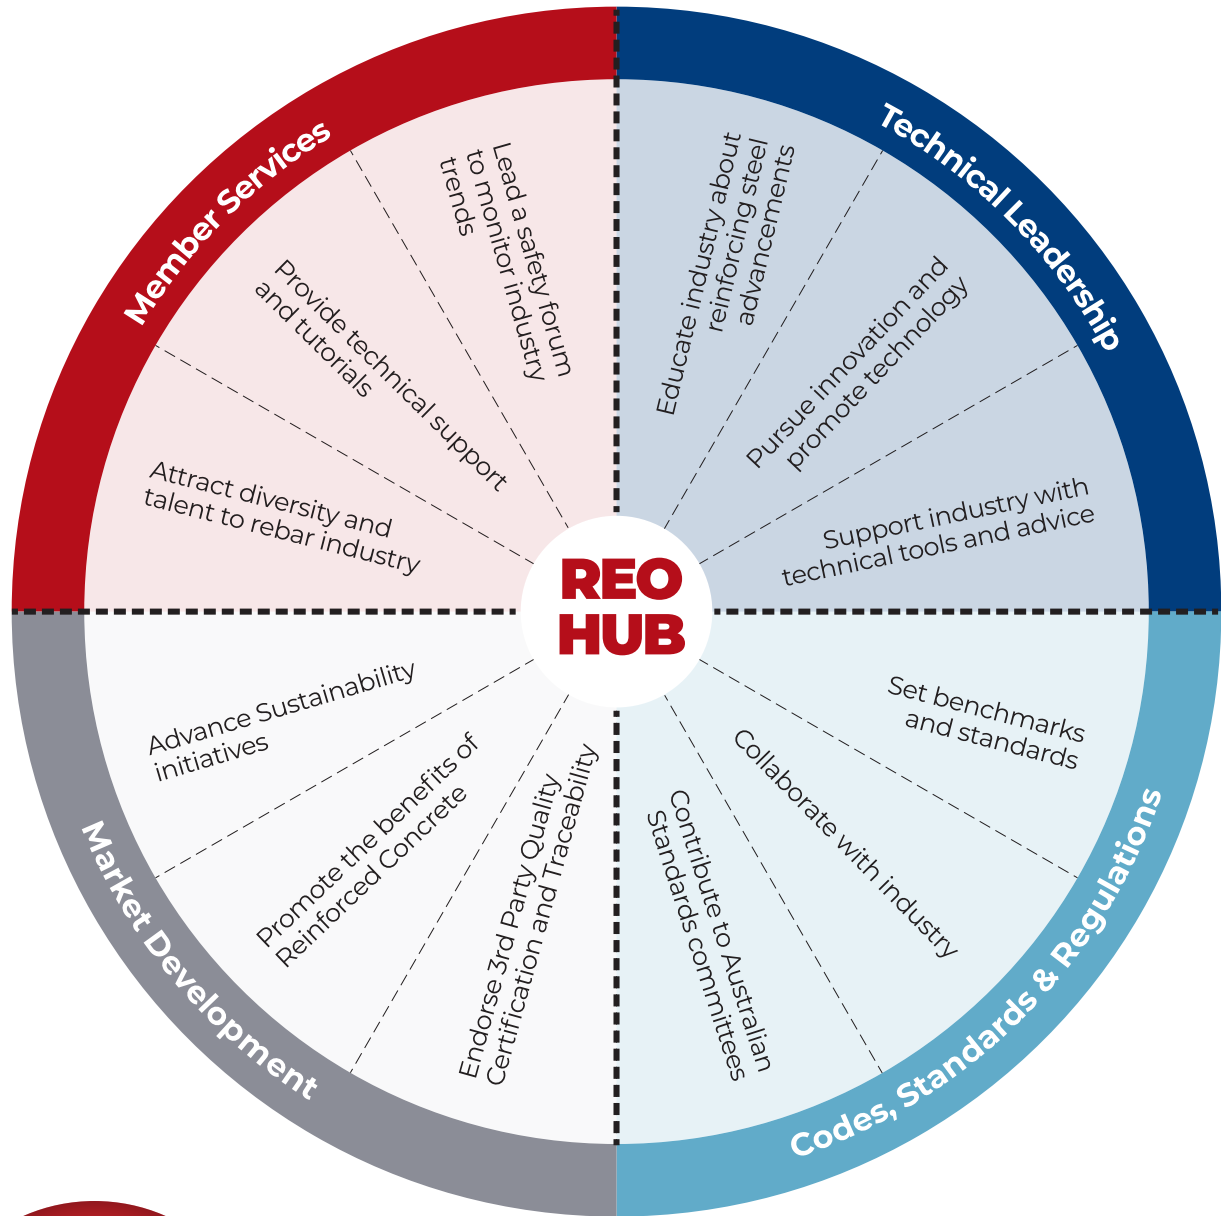 Member Services
Lead a safety forum
to monitor industry
trends
Provide technical support
and tutorials
Attract diversity and
talent to rebar industry
Technical Leadership
Educate industry about
reinforcing steel
advancements
Pursue innovation and
promote technology
Support industry with
technical tools and advice
REO
HUB
Codes, Standards & Regulations
Set benchmarks
and standards
Collaborate with industry
Contribute to Australian
Standards committees
Market Development
Endorse 3rd Party Quality
Certification and Traceability
Promote the benefits of
Reinforced Concrete
Advance Sustainability
initiatives